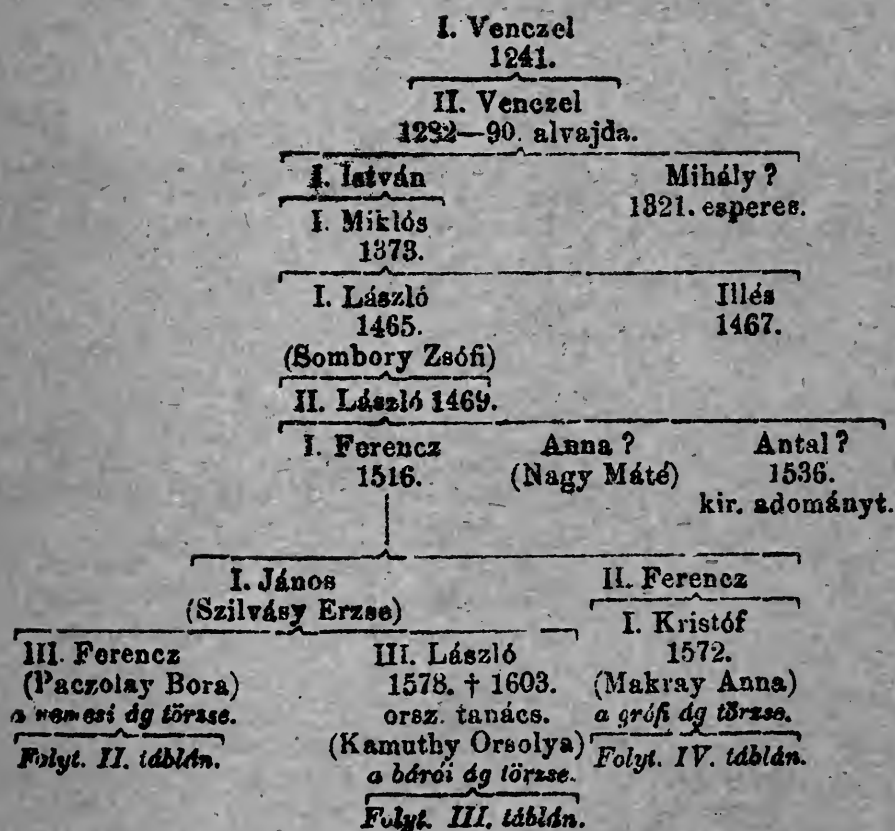 I. Venczel
1241.
II. Venczel
1282—90. alvajda.
I. István
Mihály ?
1321. esperes.
I. Miklós
1373.
I. László
1465.
(Sombory Zsófi)
Illés
1467.
II. László 1469.
I. Ferencz
1516.
Anna ?
(Nagy Máté)
Antal ?
1536.
kir. adományt.
I. János
(Szilvásy Erzse)
II. Ferencz
III. Ferencz
(Paczolay Bora)
a nemesi ág törzse.
Folyt. II. táblán.
III. László
1578. † 1603.
orsz. tanács.
(Kamuthy Orsolya)
a bárói ág törzse.
Folyt. III. táblán.
I. Kristóf
1572.
(Makray Anna)
a grófi ág törzse.
Folyt. IV. táblán.